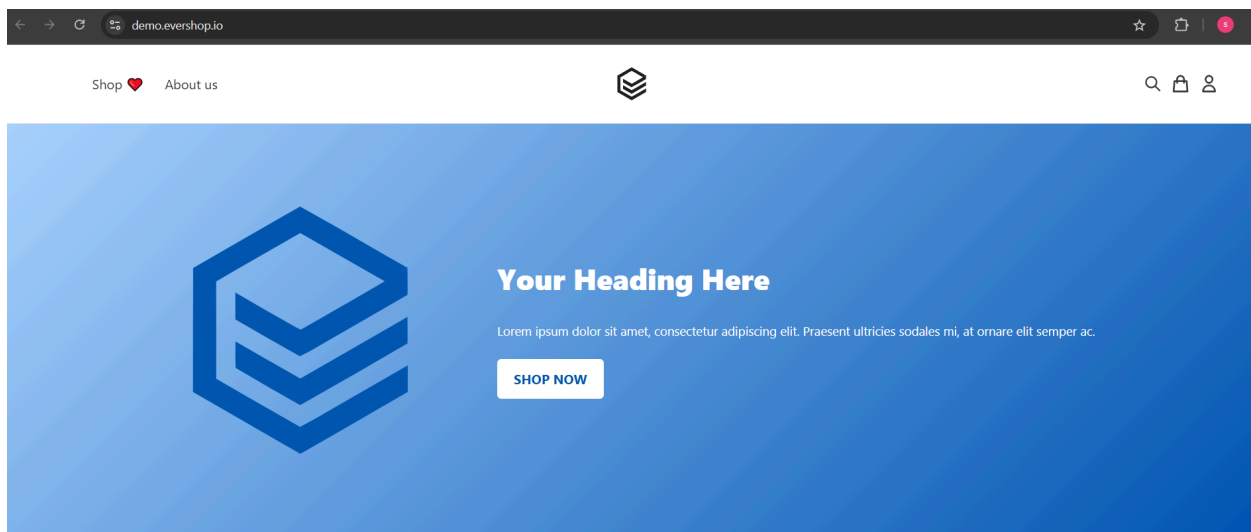 demo.evershop.io
Shop ❤️ About us
Your Heading Here
Lorem ipsum dolor sit amet, consectetur adipiscing elit. Praesent ultricies sodales mi, at ornare elit semper ac.
SHOP NOW